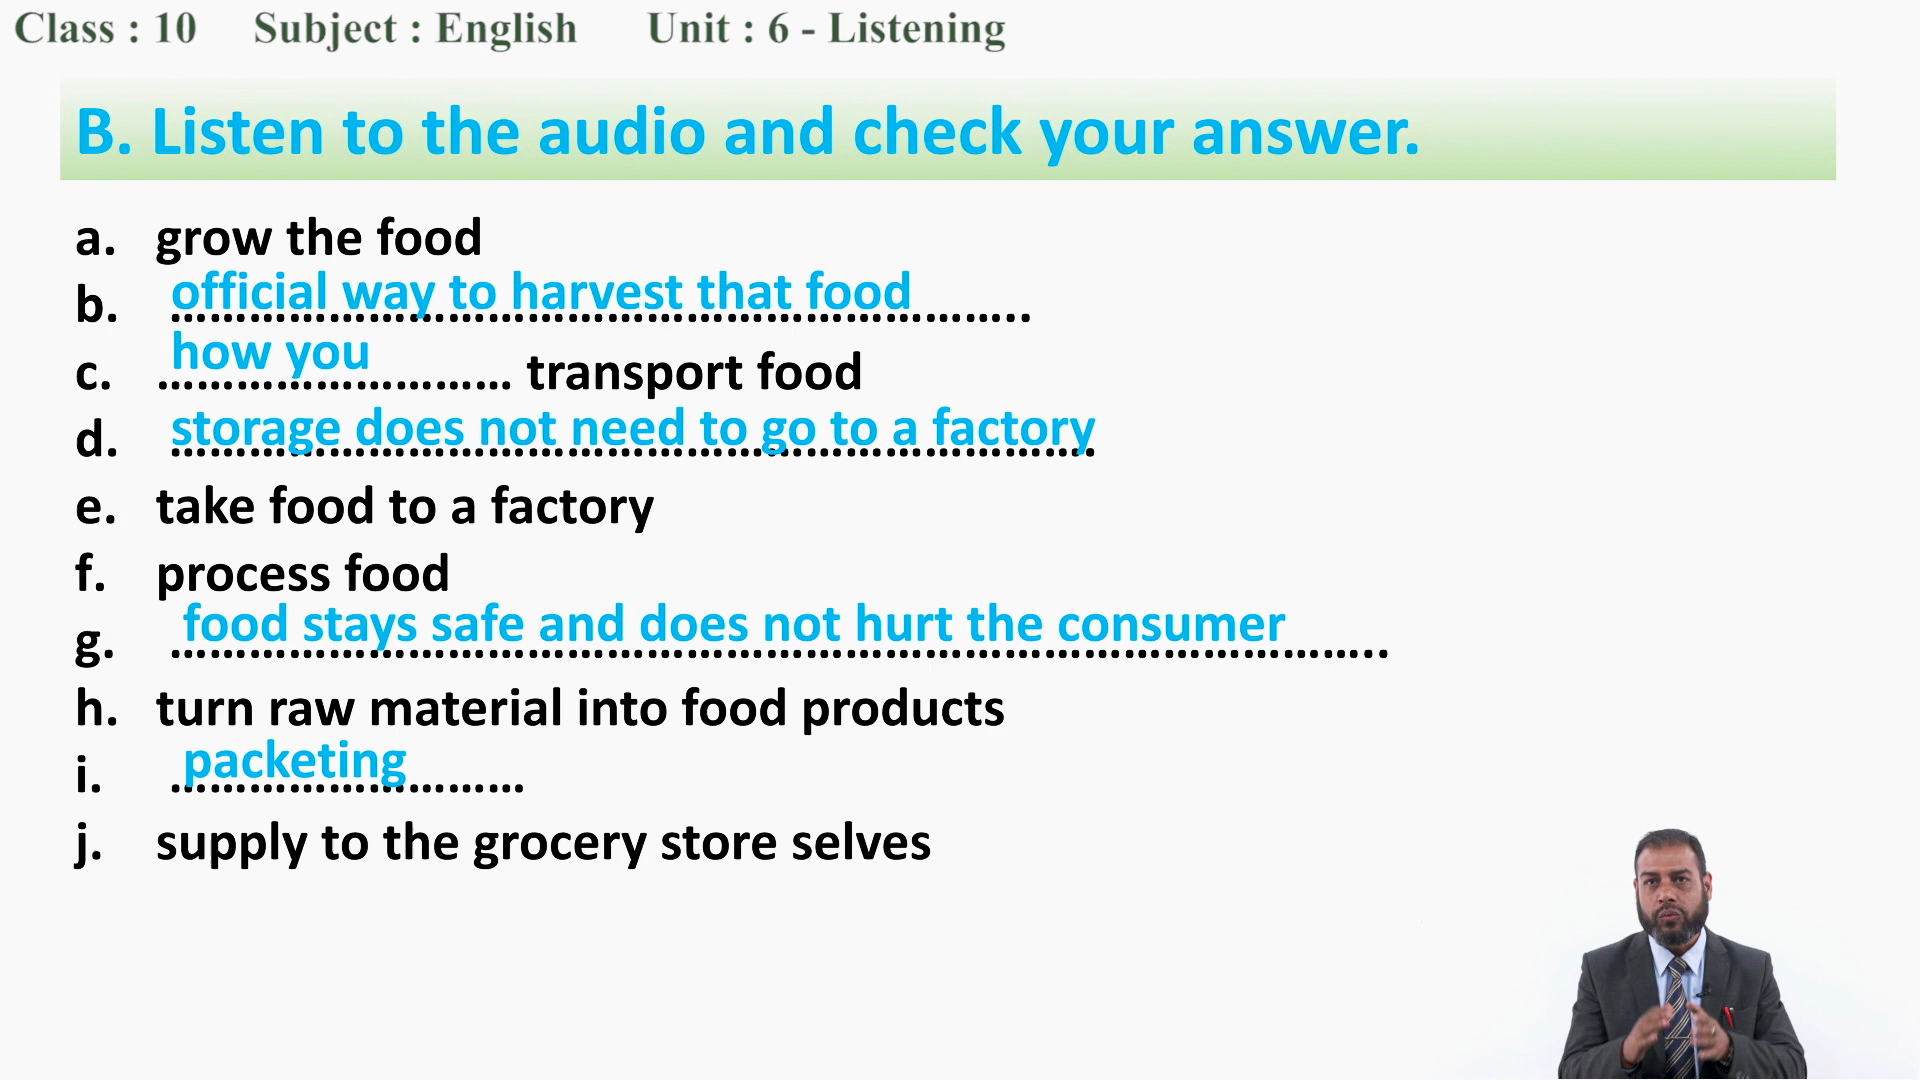 Class : 10 Subject : English Unit : 6 - Listening
B. Listen to the audio and check your answer.
a. grow the food
b. official way to harvest that food ……………………………………………………..
c. how you ……………………… transport food
d. storage does not need to go to a factory …………………………………………………………….
e. take food to a factory
f. process food
g. food stays safe and does not hurt the consumer ………………………………………………………………………………..
h. turn raw material into food products
i. packeting ………………………
j. supply to the grocery store selves